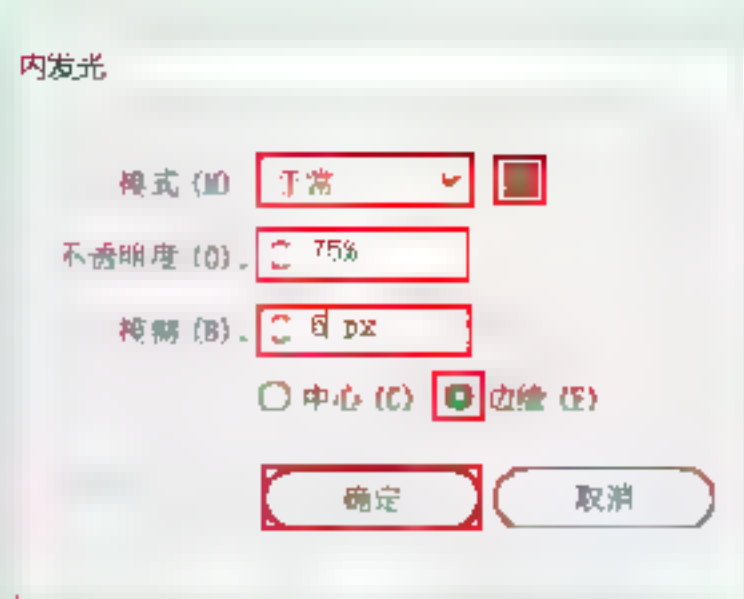 内发光
模式 (M) 正常
不透明度 (O): 75%
模糊 (B): 6 px
中心 (C) 边缘 (E)
确定 取消